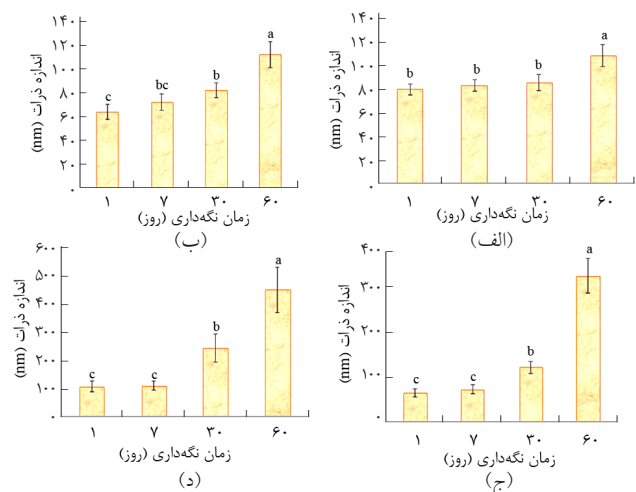 ۱۴۰
۱۲۰
۱۰۰
۸۰
۶۰
۴۰
۲۰
۰
اندازه ذرات (nm)
b
b
b
a
۱
۷
۳۰
۶۰
زمان نگه‌داری (روز)
(الف)
۱۴۰
۱۲۰
۱۰۰
۸۰
۶۰
۴۰
۲۰
۰
اندازه ذرات (nm)
c
bc
b
a
۱
۷
۳۰
۶۰
زمان نگه‌داری (روز)
(ب)
۴۰۰
۳۰۰
۲۰۰
۱۰۰
۰
اندازه ذرات (nm)
c
c
b
a
۱
۷
۳۰
۶۰
زمان نگه‌داری (روز)
(ج)
۶۰۰
۵۰۰
۴۰۰
۳۰۰
۲۰۰
۱۰۰
۰
اندازه ذرات (nm)
c
c
b
a
۱
۷
۳۰
۶۰
زمان نگه‌داری (روز)
(د)